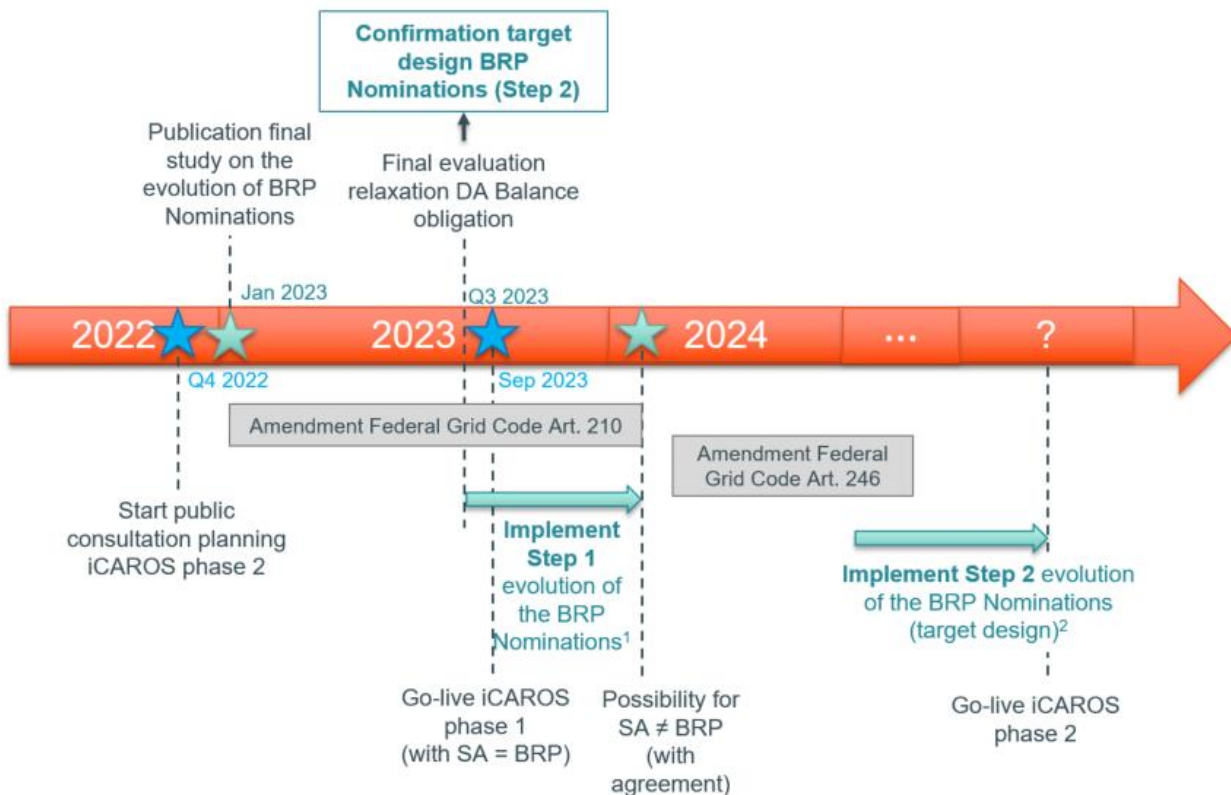 Confirmation target
design BRP
Nominations (Step 2)
Publication final
study on the
evolution of BRP
Nominations
Final evaluation
relaxation DA Balance
obligation
Jan 2023
Q3 2023
2022
2023
2024
...
?
Q4 2022
Sep 2023
Amendment Federal Grid Code Art. 210
Amendment Federal
Grid Code Art. 246
Start public
consultation planning
iCAROS phase 2
Implement
Step 1
evolution of
the BRP
Nominations¹
Implement Step 2 evolution
of the BRP Nominations
(target design)²
Go-live iCAROS
phase 1
(with SA = BRP)
Possibility for
SA ≠ BRP
(with
agreement)
Go-live iCAROS
phase 2